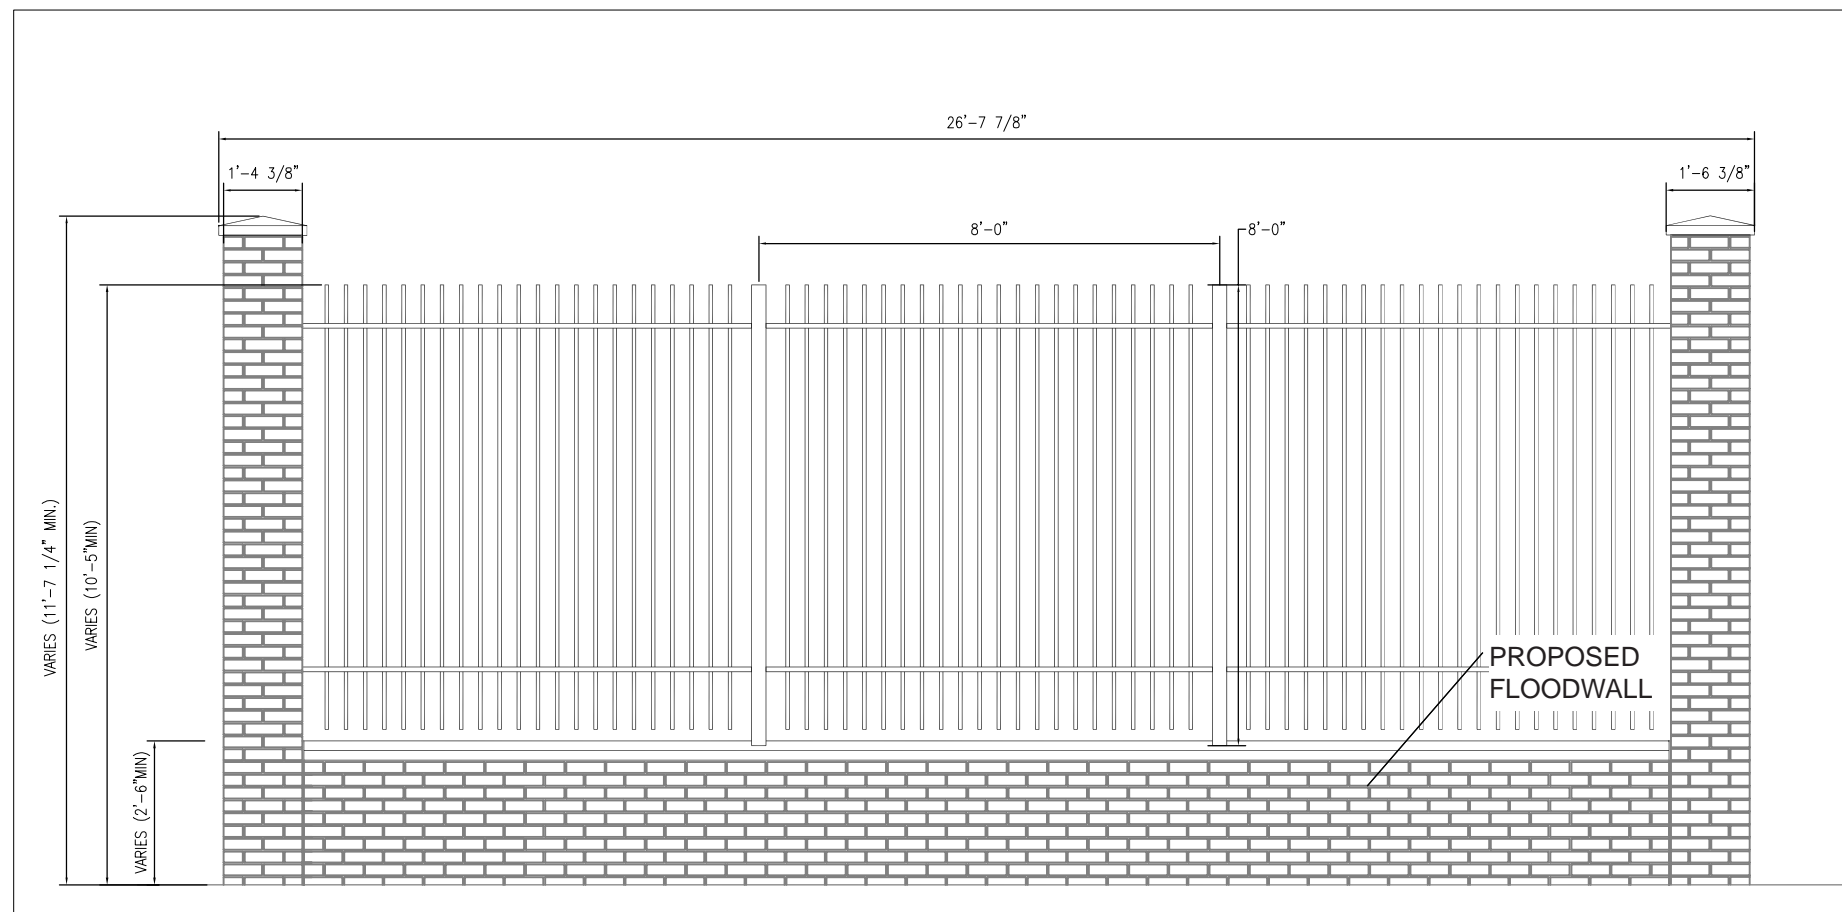 26'-7 7/8"
1'-4 3/8"
1'-6 3/8"
8'-0"
8'-0"
VARIES (11'-7 1/4" MIN.)
VARIES (10'-5"MIN)
PROPOSED
FLOODWALL
VARIES (2'-6"MIN)